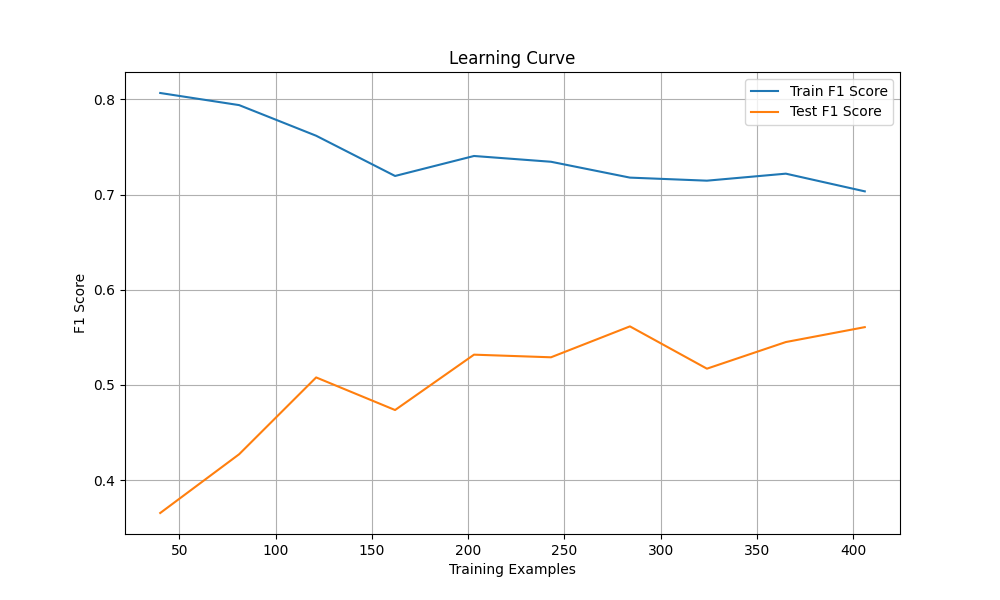 Learning Curve
Train F1 Score
Test F1 Score
0.8
0.7
0.6
0.5
0.4
F1 Score
50 100 150 200 250 300 350 400
Training Examples